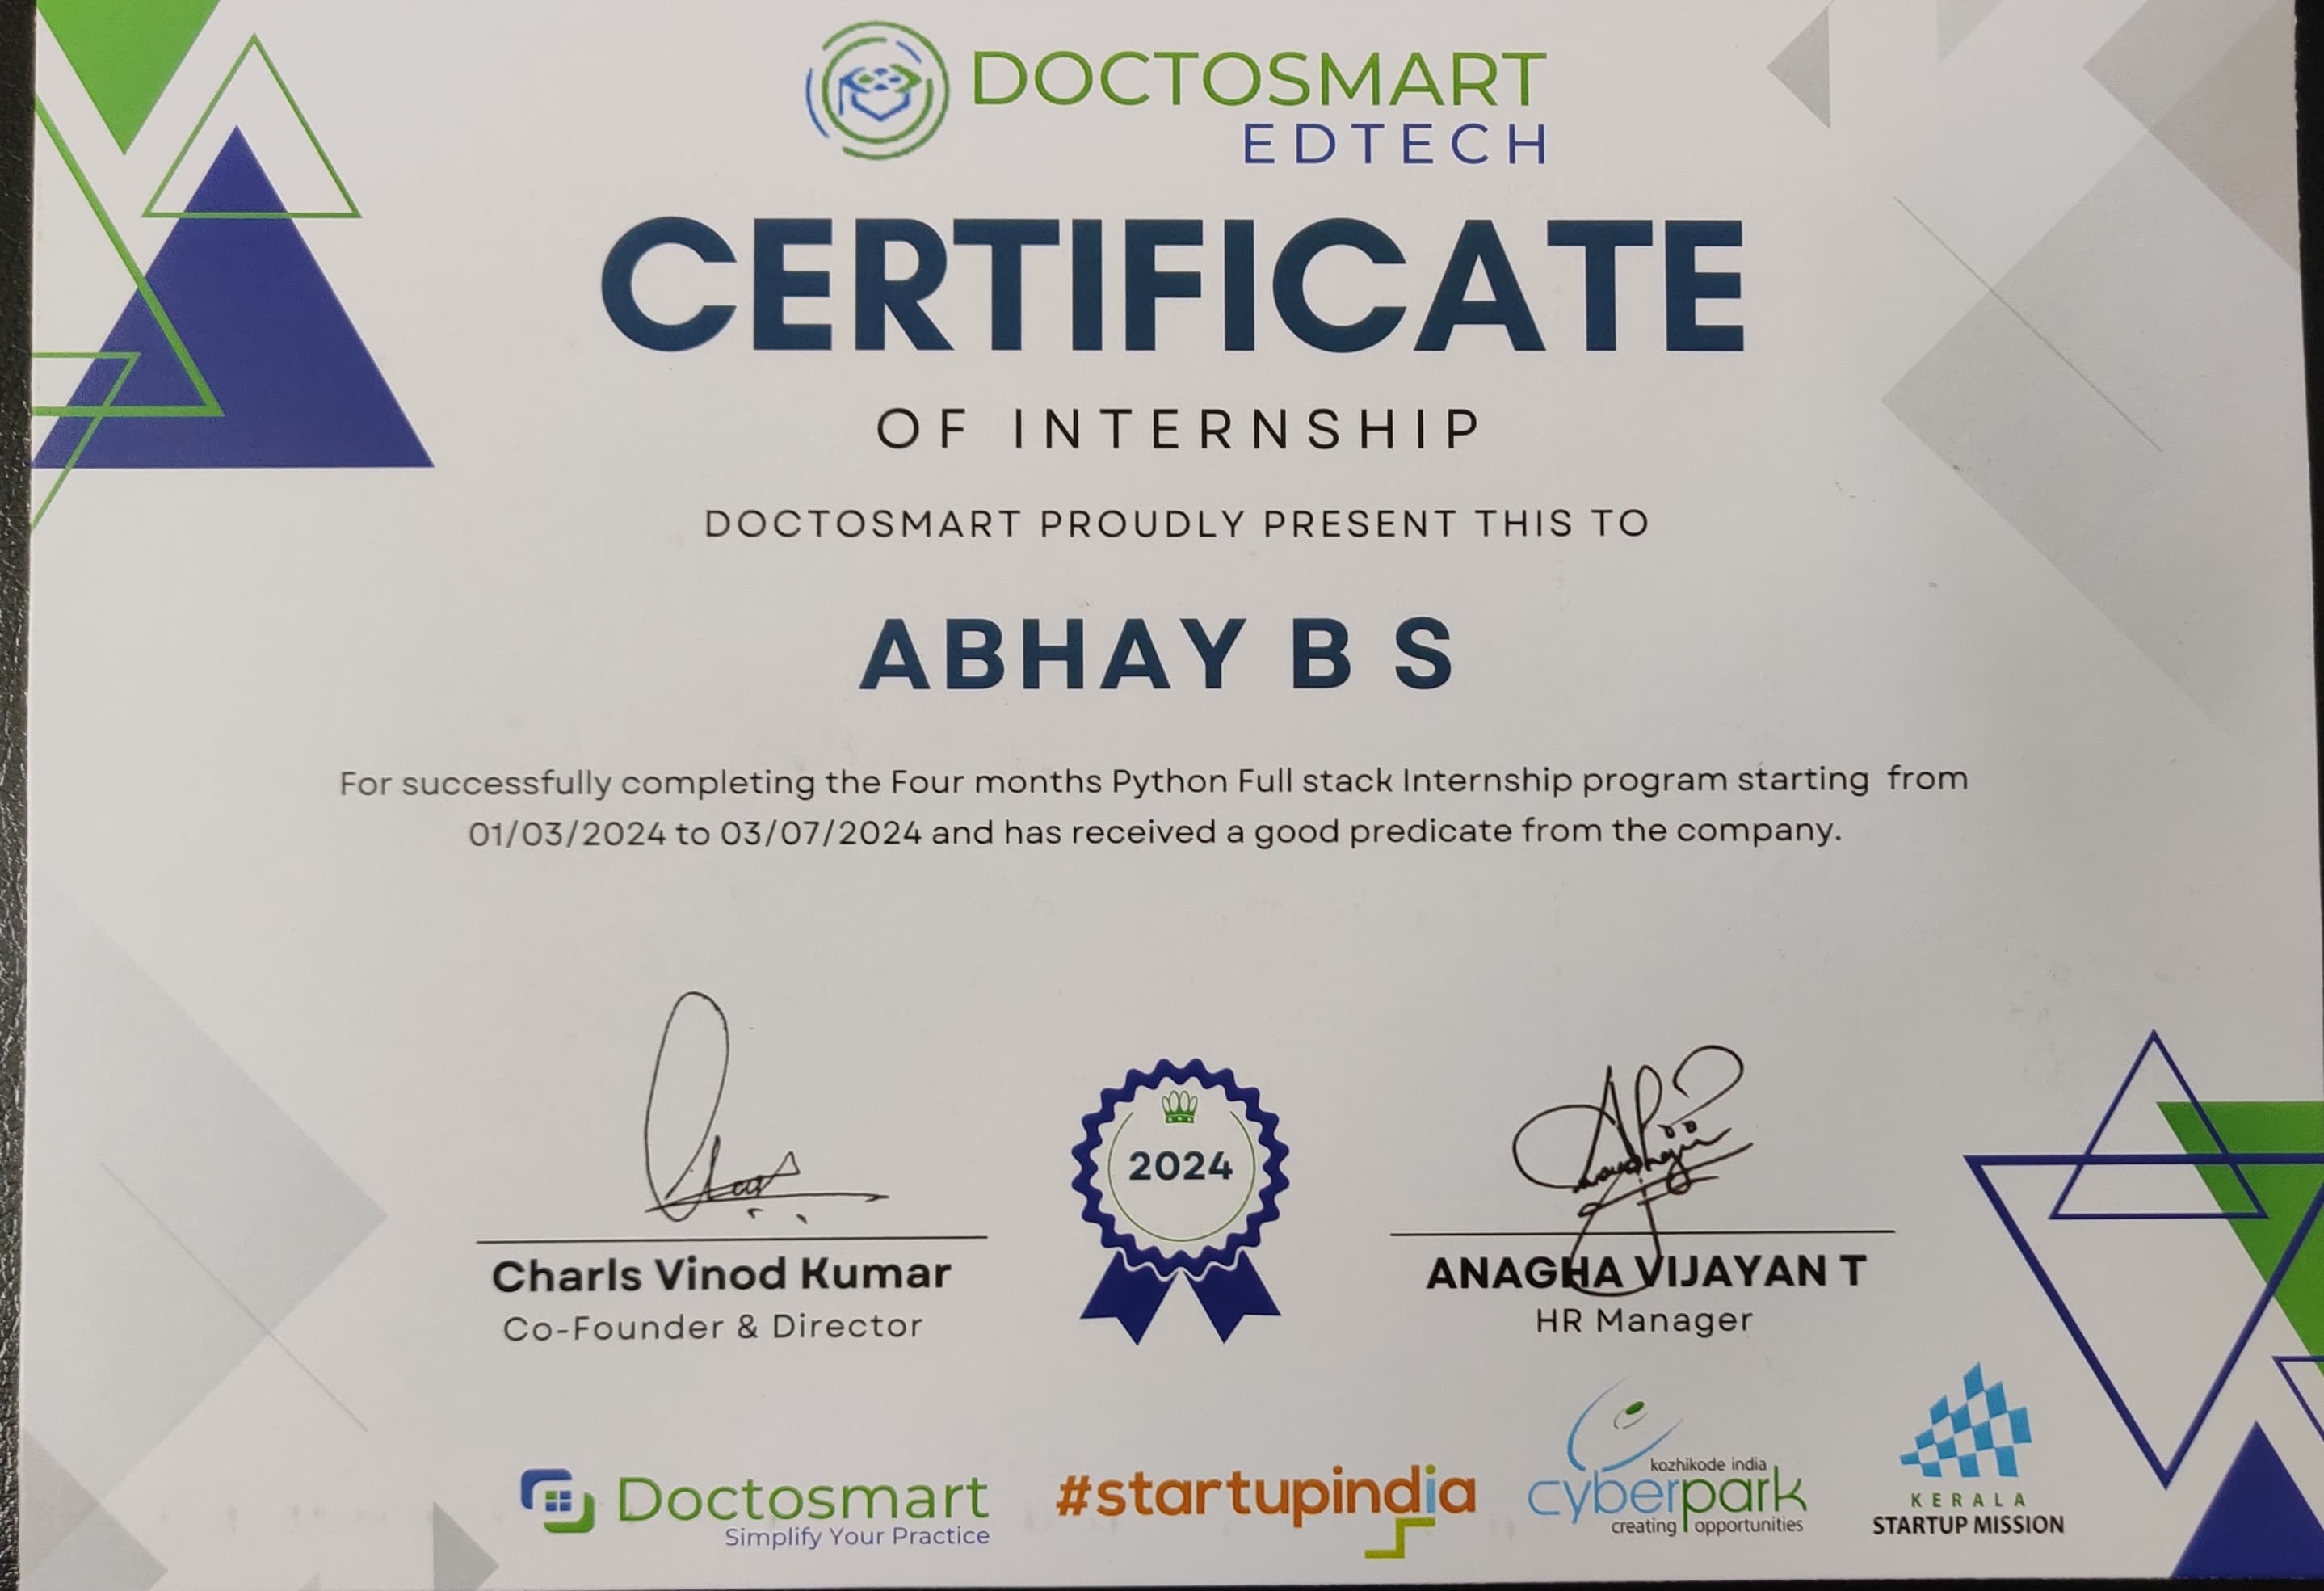 DOCTOSMART
EDTECH
CERTIFICATE
OF INTERNSHIP
DOCTOSMART PROUDLY PRESENT THIS TO
ABHAY B S
For successfully completing the Four months Python Full stack Internship program starting from
01/03/2024 to 03/07/2024 and has received a good predicate from the company.
2024
Charls Vinod Kumar
Co-Founder & Director
ANAGHA VIJAYAN T
HR Manager
Doctosmart
Simplify Your Practice
#startupindia
kozhikode india
cyberpark
creating opportunities
KERALA
STARTUP MISSION